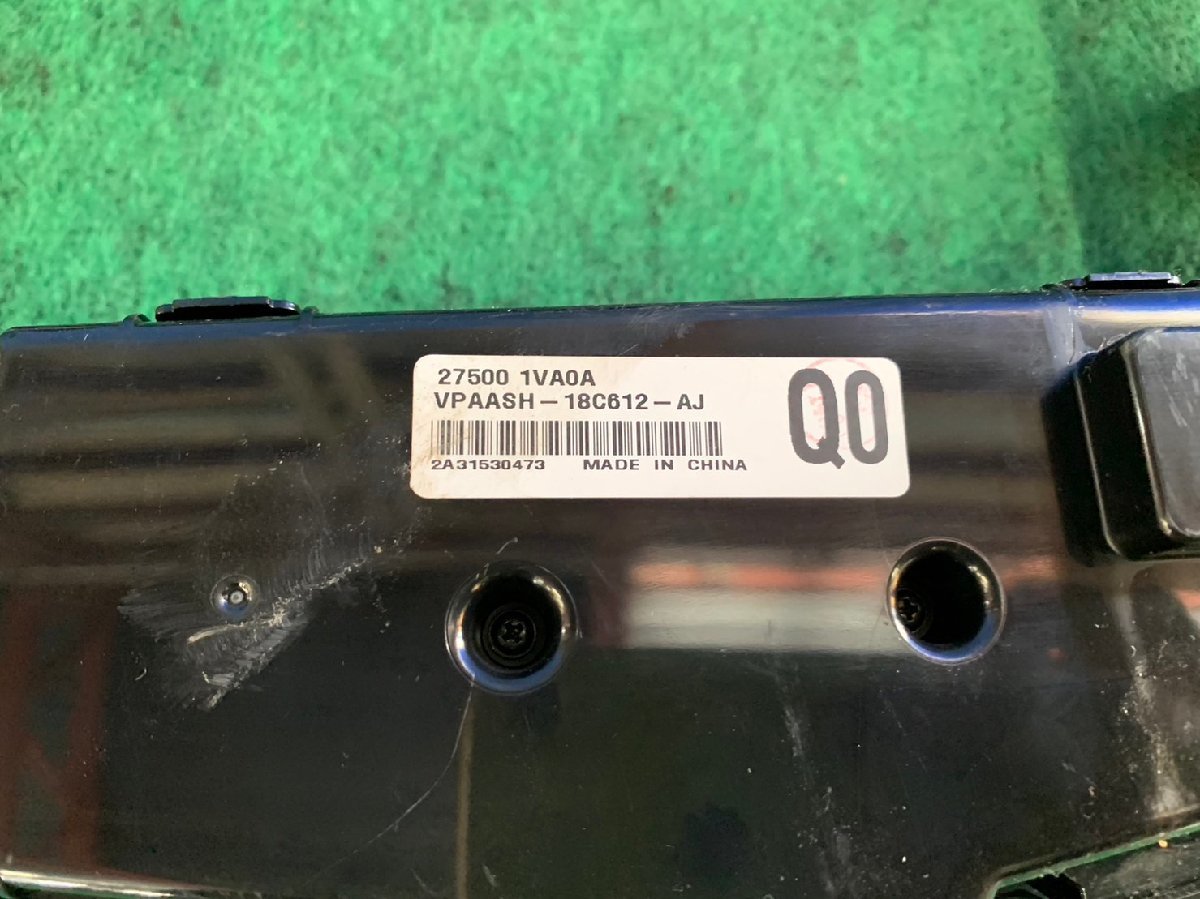 27500 1VA0A
VPAASH-18C612-AJ
Q0
2A31530473 MADE IN CHINA